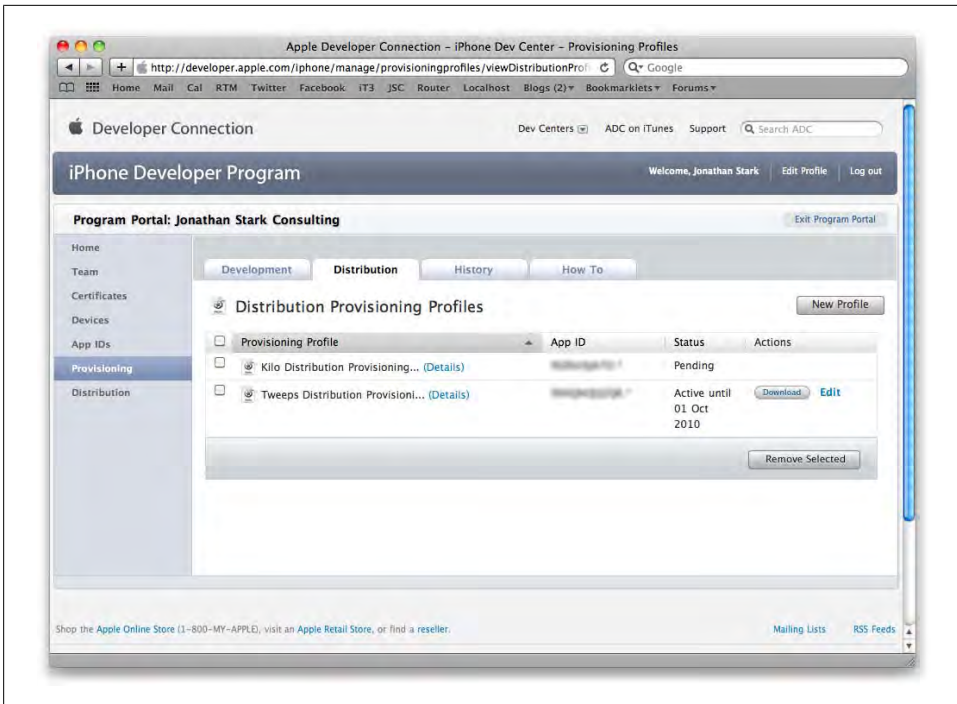 Apple Developer Connection – iPhone Dev Center – Provisioning Profiles
http://developer.apple.com/iphone/manage/provisioningprofiles/viewDistributionProf
Google
Home Mail Cal RTM Twitter Facebook iT3 JSC Router Localhost Blogs (2) Bookmarklets Forums
Developer Connection
Dev Centers ADC on iTunes Support Search ADC
iPhone Developer Program
Welcome, Jonathan Stark Edit Profile Log out
Program Portal: Jonathan Stark Consulting
Exit Program Portal
Home
Team
Certificates
Devices
App IDs
Provisioning
Distribution
Development Distribution History How To
Distribution Provisioning Profiles
New Profile
Provisioning Profile App ID Status Actions
Kilo Distribution Provisioning... (Details) Pending
Tweeps Distribution Provisioni... (Details) Active until
01 Oct
2010
Download Edit
Remove Selected
Shop the Apple Online Store (1-800-MY-APPLE), visit an Apple Retail Store, or find a reseller.
Mailing Lists RSS Feeds